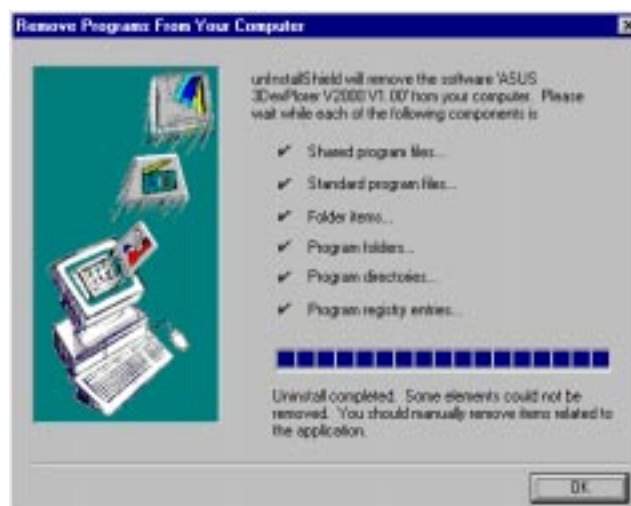 Remove Programs From Your Computer
unInstallShield will remove the software 'ASUS
3DexPlorer V2000 V1.00' from your computer. Please
wait while each of the following components is
✔ Shared program files...
✔ Standard program files...
✔ Folder items...
✔ Program folders...
✔ Program directories...
✔ Program registry entries...
Uninstall completed. Some elements could not be
removed. You should manually remove items related to
the application.
OK